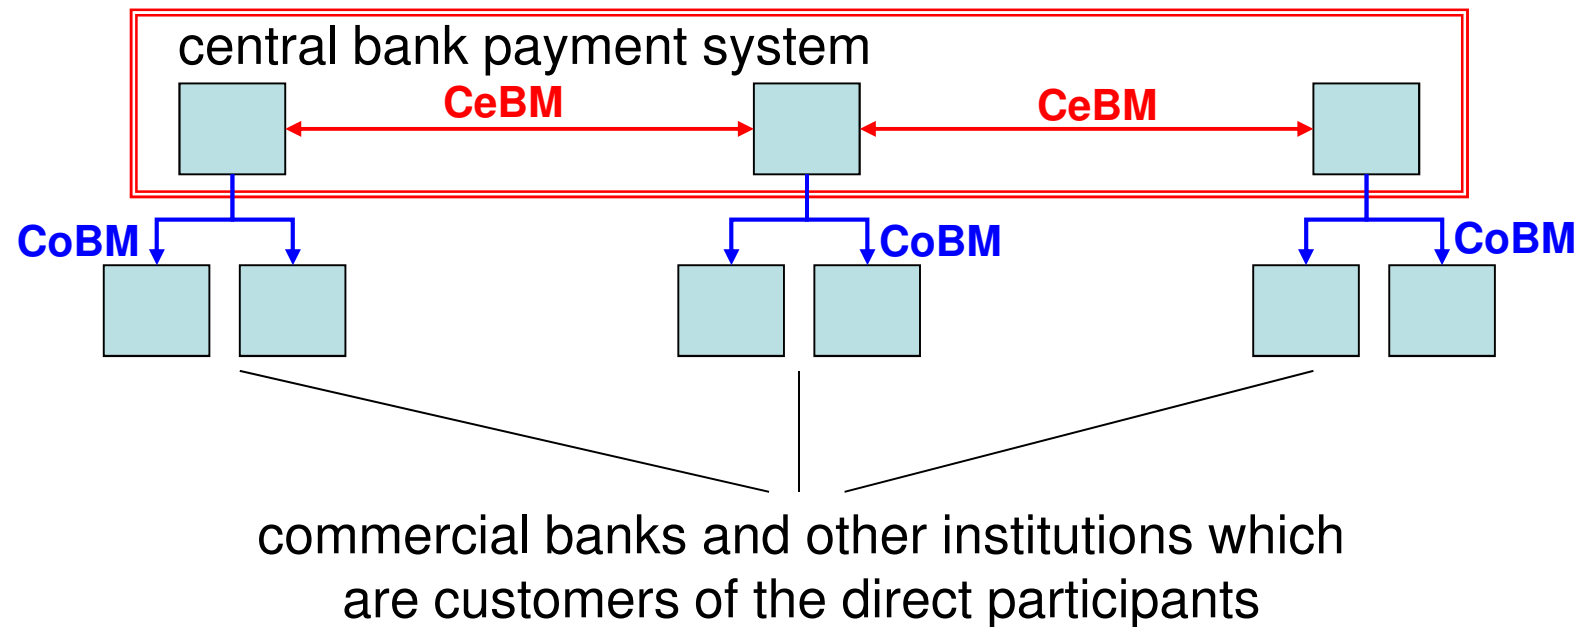 central bank payment system
CeBM
CeBM
CoBM
CoBM
CoBM
commercial banks and other institutions which
are customers of the direct participants